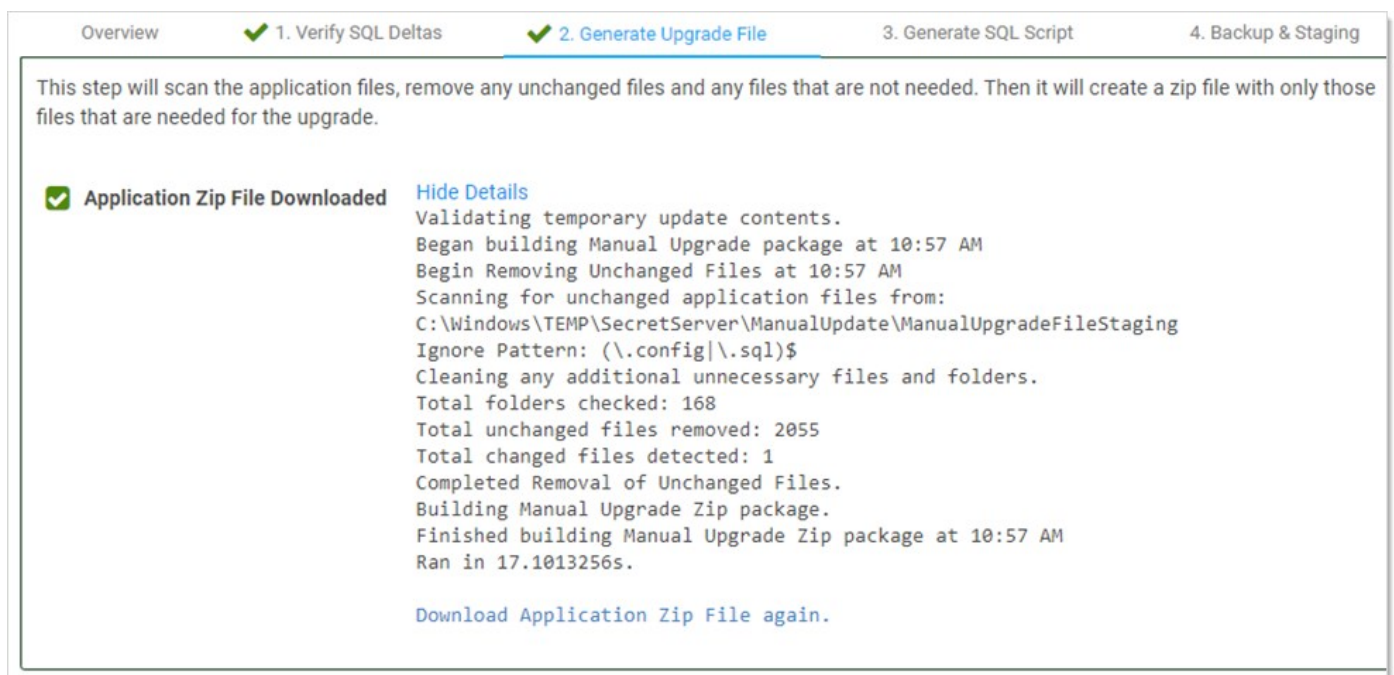 Overview
1. Verify SQL Deltas
2. Generate Upgrade File
3. Generate SQL Script
4. Backup & Staging
This step will scan the application files, remove any unchanged files and any files that are not needed. Then it will create a zip file with only those
files that are needed for the upgrade.
Application Zip File Downloaded
Hide Details
Validating temporary update contents.
Began building Manual Upgrade package at 10:57 AM
Begin Removing Unchanged Files at 10:57 AM
Scanning for unchanged application files from:
C:\Windows\TEMP\SecretServer\ManualUpdate\ManualUpgradeFileStaging
Ignore Pattern: (\.config|\.sql)$
Cleaning any additional unnecessary files and folders.
Total folders checked: 168
Total unchanged files removed: 2055
Total changed files detected: 1
Completed Removal of Unchanged Files.
Building Manual Upgrade Zip package.
Finished building Manual Upgrade Zip package at 10:57 AM
Ran in 17.1013256s.
Download Application Zip File again.